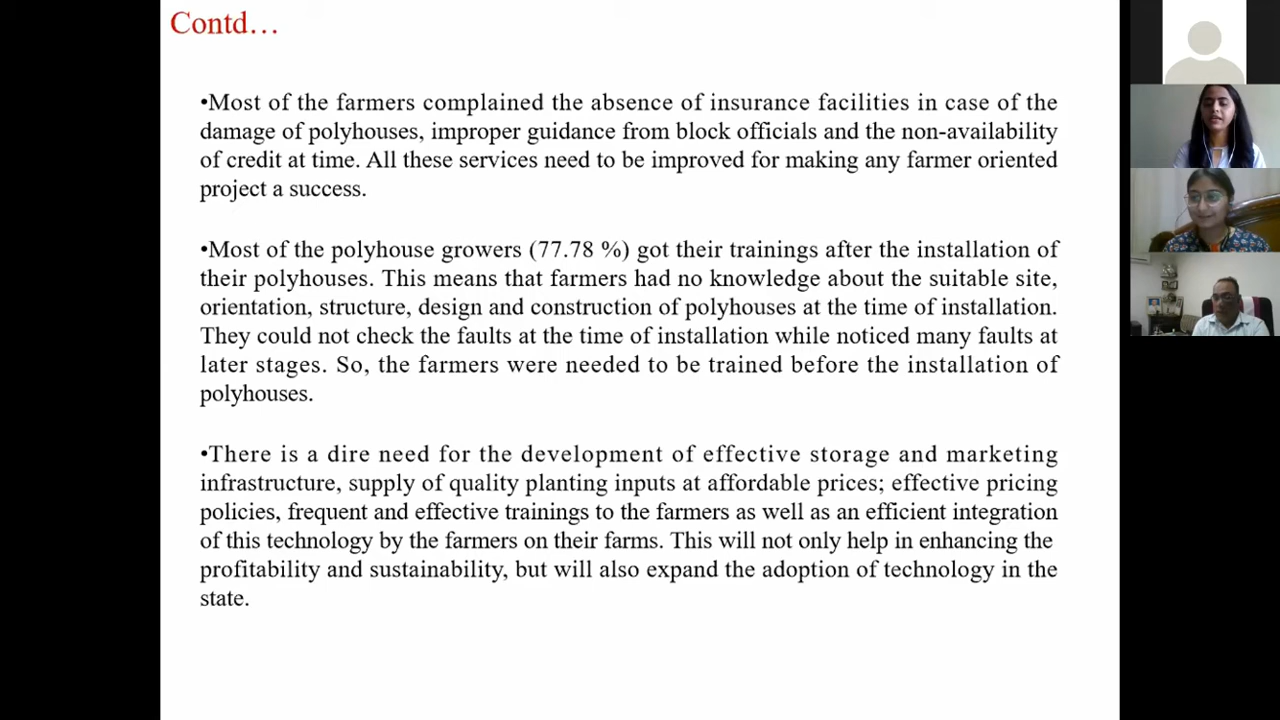 Contd…
•Most of the farmers complained the absence of insurance facilities in case of the
damage of polyhouses, improper guidance from block officials and the non-availability
of credit at time. All these services need to be improved for making any farmer oriented
project a success.
•Most of the polyhouse growers (77.78 %) got their trainings after the installation of
their polyhouses. This means that farmers had no knowledge about the suitable site,
orientation, structure, design and construction of polyhouses at the time of installation.
They could not check the faults at the time of installation while noticed many faults at
later stages. So, the farmers were needed to be trained before the installation of
polyhouses.
•There is a dire need for the development of effective storage and marketing
infrastructure, supply of quality planting inputs at affordable prices; effective pricing
policies, frequent and effective trainings to the farmers as well as an efficient integration
of this technology by the farmers on their farms. This will not only help in enhancing the
profitability and sustainability, but will also expand the adoption of technology in the
state.